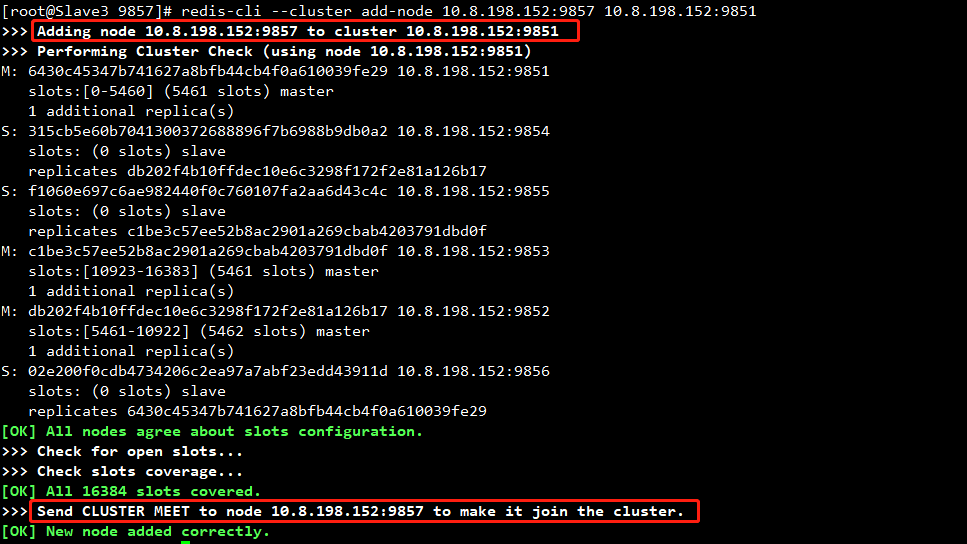 [root@Slave3 9857]# redis-cli --cluster add-node 10.8.198.152:9857 10.8.198.152:9851
>>> Adding node 10.8.198.152:9857 to cluster 10.8.198.152:9851
>>> Performing Cluster Check (using node 10.8.198.152:9851)
M: 6430c45347b741627a8bfb44cb4f0a610039fe29 10.8.198.152:9851
   slots:[0-5460] (5461 slots) master
   1 additional replica(s)
S: 315cb5e60b7041300372688896f7b6988b9db0a2 10.8.198.152:9854
   slots: (0 slots) slave
   replicates db202f4b10ffdec10e6c3298f172f2e81a126b17
S: f1060e697c6ae982440f0c760107fa2aa6d43c4c 10.8.198.152:9855
   slots: (0 slots) slave
   replicates c1be3c57ee52b8ac2901a269cbab4203791dbd0f
M: c1be3c57ee52b8ac2901a269cbab4203791dbd0f 10.8.198.152:9853
   slots:[10923-16383] (5461 slots) master
   1 additional replica(s)
M: db202f4b10ffdec10e6c3298f172f2e81a126b17 10.8.198.152:9852
   slots:[5461-10922] (5462 slots) master
   1 additional replica(s)
S: 02e200f0cdb4734206c2ea97a7abf23edd43911d 10.8.198.152:9856
   slots: (0 slots) slave
   replicates 6430c45347b741627a8bfb44cb4f0a610039fe29
[OK] All nodes agree about slots configuration.
>>> Check for open slots...
>>> Check slots coverage...
[OK] All 16384 slots covered.
>>> Send CLUSTER MEET to node 10.8.198.152:9857 to make it join the cluster.
[OK] New node added correctly.